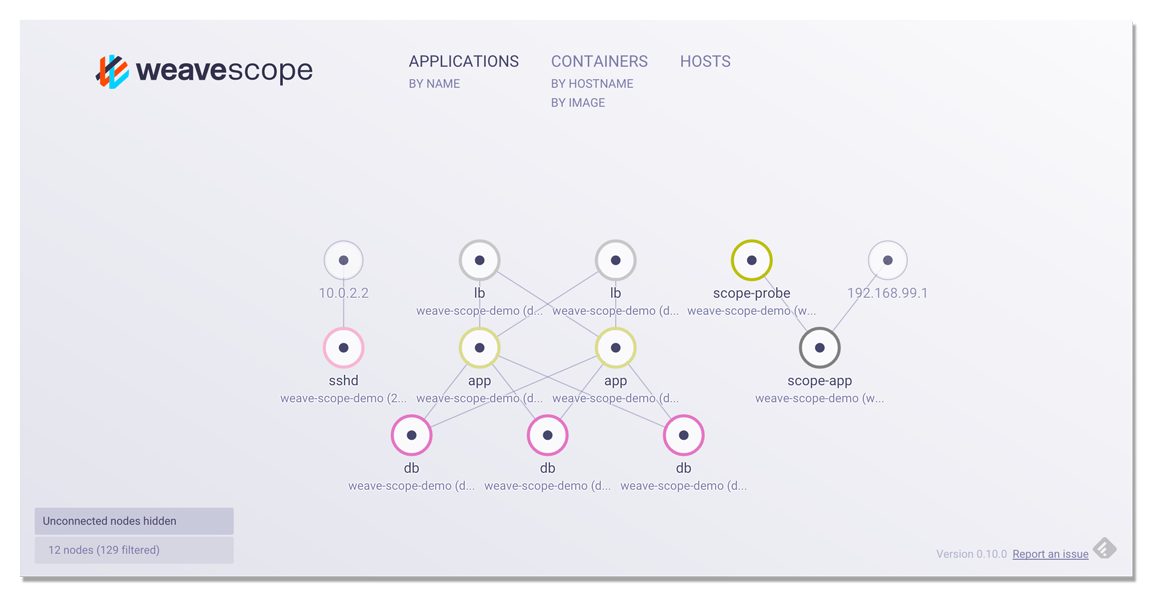 weavescope
APPLICATIONS CONTAINERS HOSTS
BY NAME BY HOSTNAME
BY IMAGE
10.0.2.2 lb lb scope-probe 192.168.99.1
weave-scope-demo (d... weave-scope-demo (d... weave-scope-demo (w...
sshd app app scope-app
weave-scope-demo (2... weave-scope-demo (d... weave-scope-demo (d... weave-scope-demo (w...
db db db
weave-scope-demo (d... weave-scope-demo (d... weave-scope-demo (d...
Unconnected nodes hidden
12 nodes (129 filtered)
Version 0.10.0 Report an issue